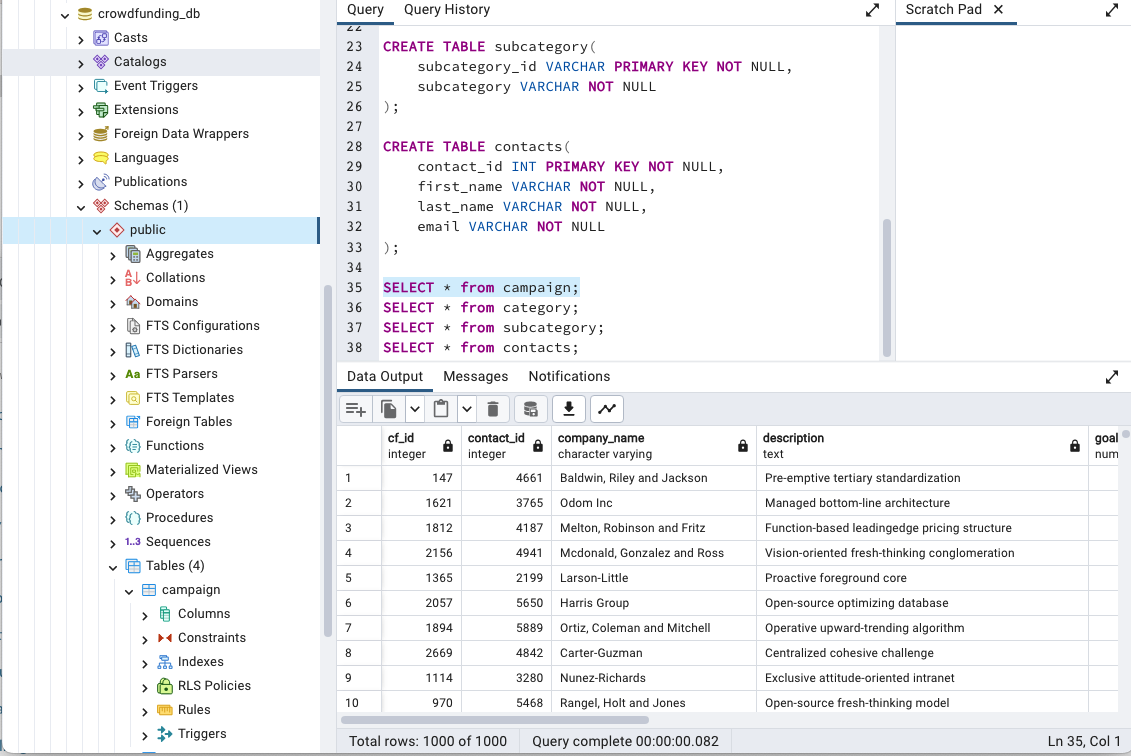 crowdfunding_db
Casts
Catalogs
Event Triggers
Extensions
Foreign Data Wrappers
Languages
Publications
Schemas (1)
public
Aggregates
Collations
Domains
FTS Configurations
FTS Dictionaries
Aa FTS Parsers
FTS Templates
Foreign Tables
Functions
Materialized Views
Operators
Procedures
1..3 Sequences
Tables (4)
campaign
Columns
Constraints
Indexes
RLS Policies
Rules
Triggers
Query Query History
22
23 CREATE TABLE subcategory(
24 subcategory_id VARCHAR PRIMARY KEY NOT NULL,
25 subcategory VARCHAR NOT NULL
26 );
27
28 CREATE TABLE contacts(
29 contact_id INT PRIMARY KEY NOT NULL,
30 first_name VARCHAR NOT NULL,
31 last_name VARCHAR NOT NULL,
32 email VARCHAR NOT NULL
33 );
34
35 SELECT * from campaign;
36 SELECT * from category;
37 SELECT * from subcategory;
38 SELECT * from contacts;
Scratch Pad
Data Output Messages Notifications
cf_id contact_id company_name description goal
integer integer character varying text num
1 147 4661 Baldwin, Riley and Jackson Pre-emptive tertiary standardization
2 1621 3765 Odom Inc Managed bottom-line architecture
3 1812 4187 Melton, Robinson and Fritz Function-based leadingedge pricing structure
4 2156 4941 Mcdonald, Gonzalez and Ross Vision-oriented fresh-thinking conglomeration
5 1365 2199 Larson-Little Proactive foreground core
6 2057 5650 Harris Group Open-source optimizing database
7 1894 5889 Ortiz, Coleman and Mitchell Operative upward-trending algorithm
8 2669 4842 Carter-Guzman Centralized cohesive challenge
9 1114 3280 Nunez-Richards Exclusive attitude-oriented intranet
10 970 5468 Rangel, Holt and Jones Open-source fresh-thinking model
Total rows: 1000 of 1000 Query complete 00:00:00.082 Ln 35, Col 1